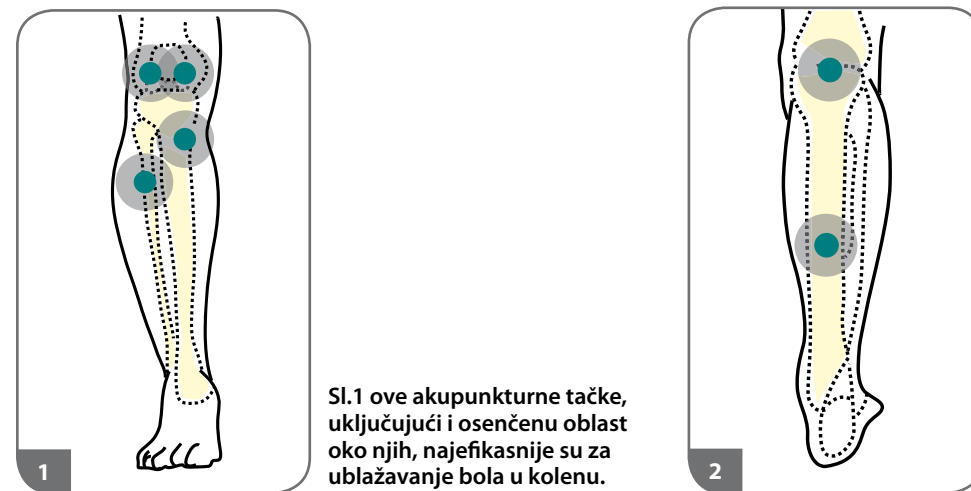 Sl.1 ove akupunkturne tačke,
uključujući i osenčenu oblast
oko njih, najefikasnije su za
ublažavanje bola u kolenu.
1
2